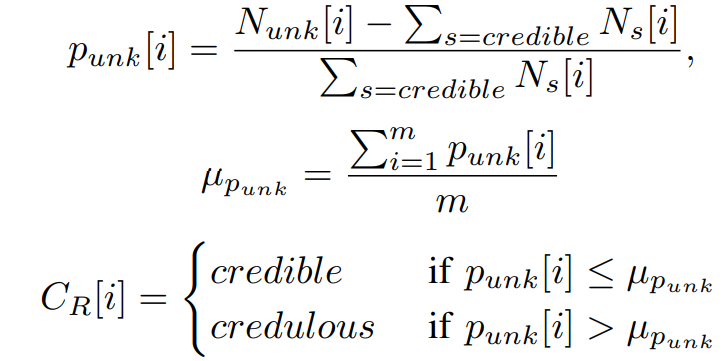 p_{unk}[i] = \frac{N_{unk}[i] - \sum_{s=credible} N_s[i]}{\sum_{s=credible} N_s[i]},
\mu_{p_{unk}} = \frac{\sum_{i=1}^{m} p_{unk}[i]}{m}
C_R[i] = \begin{cases} credible & \text{if } p_{unk}[i] \leq \mu_{p_{unk}} \\ credulous & \text{if } p_{unk}[i] > \mu_{p_{unk}} \end{cases}